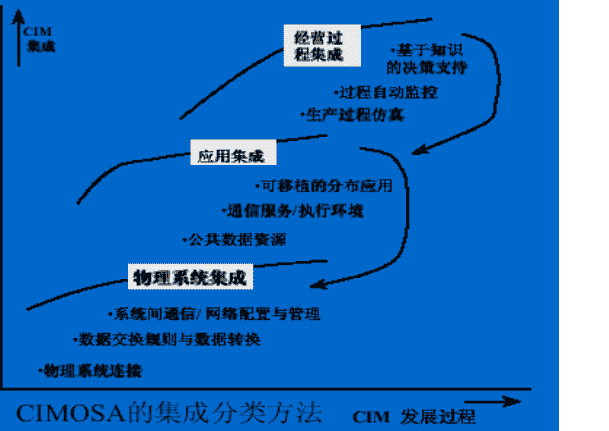 CIM
集成
经营过
程集成
·基于知识
的决策支持
·过程自动监控
·生产过程仿真
应用集成
·可移植的分布应用
·通信服务/执行环境
·公共数据资源
物理系统集成
·系统间通信/ 网络配置与管理
·数据交换规则与数据转换
·物理系统连接
CIMOSA的集成分类方法
CIM 发展过程